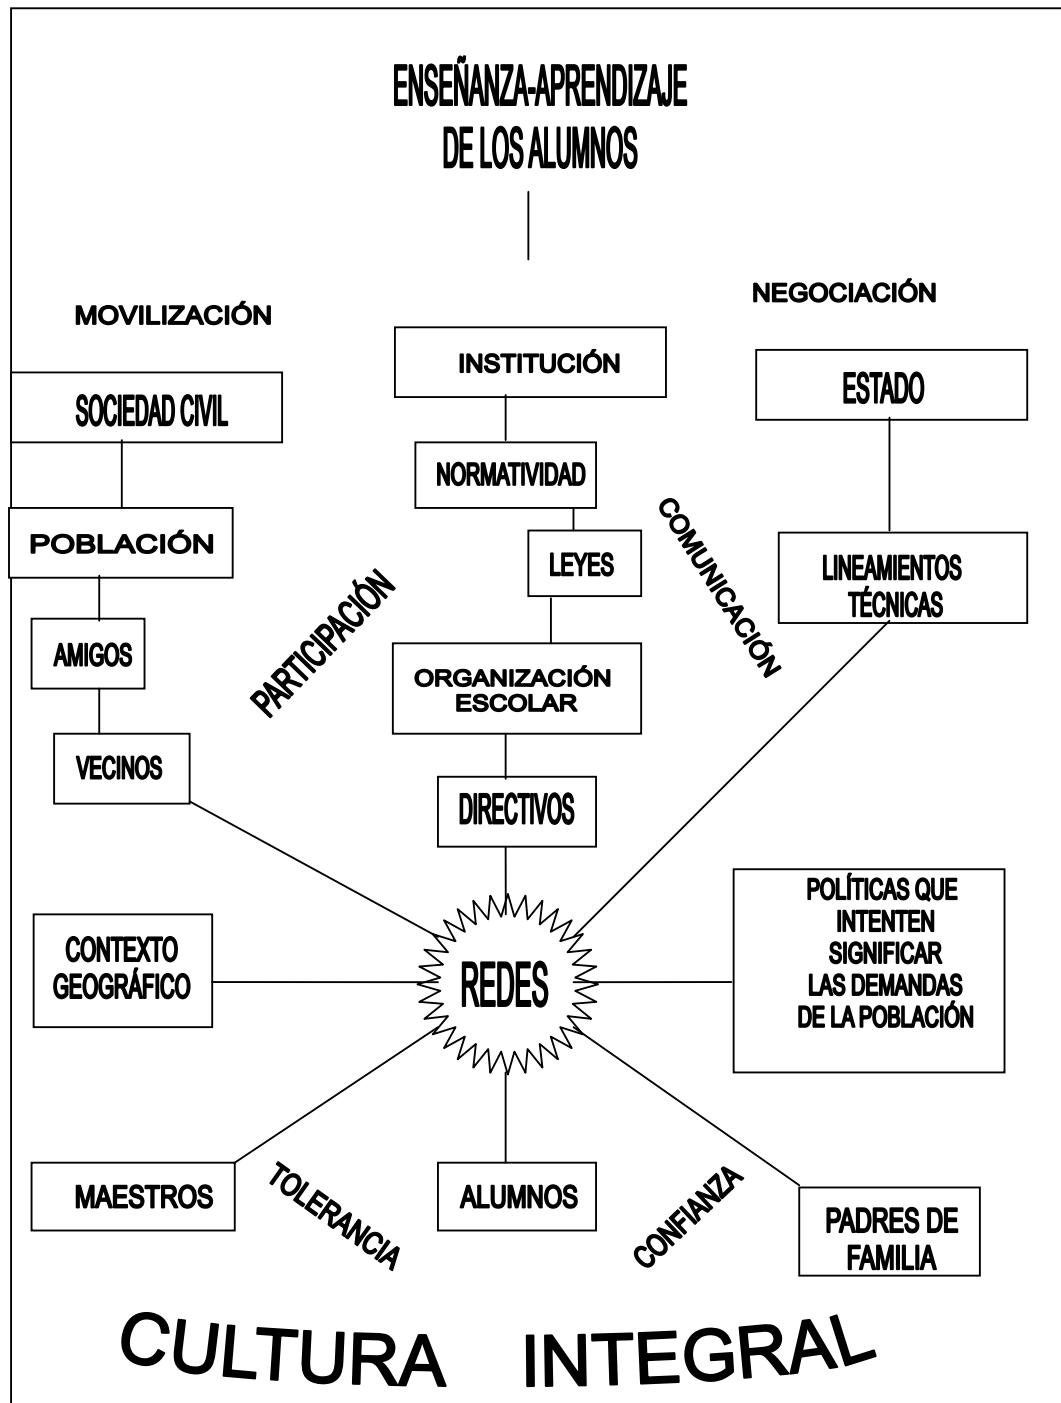 ENSEÑANZA-APRENDIZAJE
DE LOS ALUMNOS
MOVILIZACIÓN
NEGOCIACIÓN
INSTITUCIÓN
SOCIEDAD CIVIL
ESTADO
NORMATIVIDAD
POBLACIÓN
LEYES
COMUNICACIÓN
LINEAMIENTOS
TÉCNICAS
PARTICIPACIÓN
AMIGOS
ORGANIZACIÓN
ESCOLAR
VECINOS
DIRECTIVOS
CONTEXTO
GEOGRÁFICO
REDES
POLÍTICAS QUE
INTENTEN
SIGNIFICAR
LAS DEMANDAS
DE LA POBLACIÓN
MAESTROS
TOLERANCIA
ALUMNOS
CONFIANZA
PADRES DE
FAMILIA
CULTURA INTEGRAL